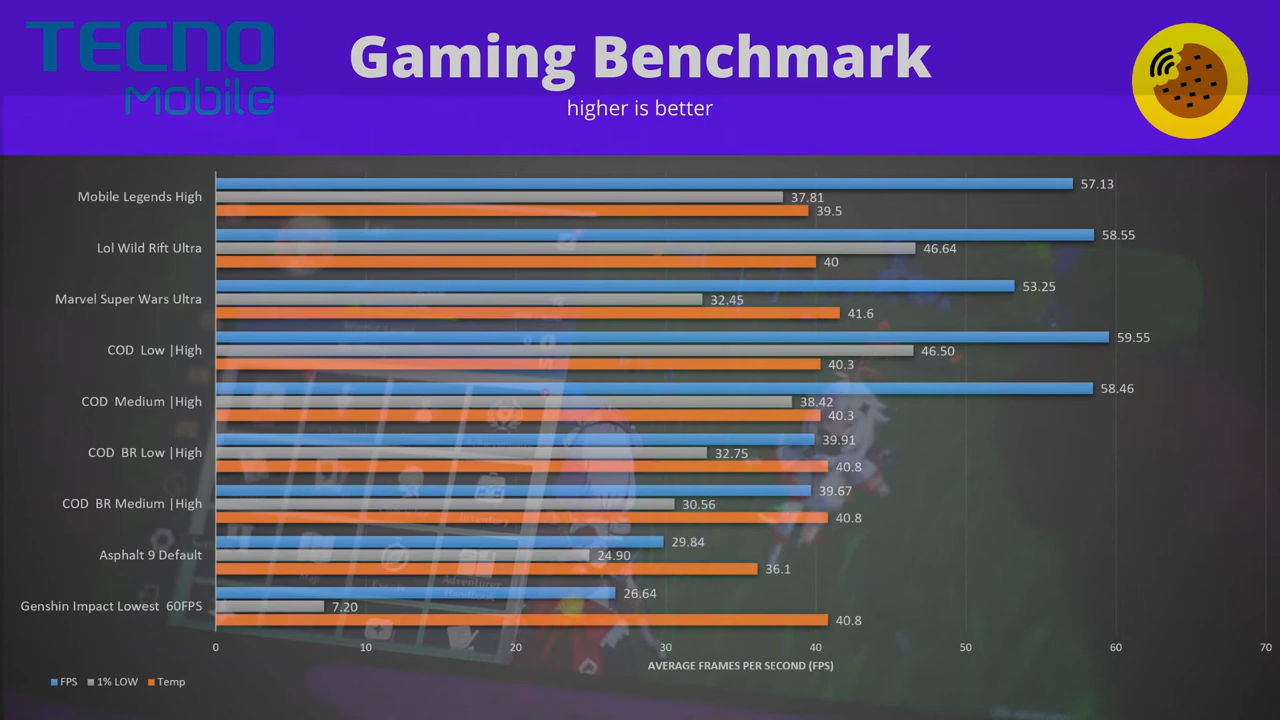 TECNO
Mobile
Gaming Benchmark
higher is better
Mobile Legends High
57.13
37.81
39.5
Lol Wild Rift Ultra
58.55
46.64
40
Marvel Super Wars Ultra
53.25
32.45
41.6
COD Low |High
59.55
46.50
40.3
COD Medium |High
58.46
38.42
40.3
COD BR Low |High
39.91
32.75
40.8
COD BR Medium |High
39.67
30.56
40.8
Asphalt 9 Default
29.84
24.90
36.1
Genshin Impact Lowest 60FPS
26.64
7.20
40.8
0 10 20 30 40 50 60 70
AVERAGE FRAMES PER SECOND (FPS)
FPS 1% LOW Temp
Inventory
Map
Events
Adventurer
Handbook